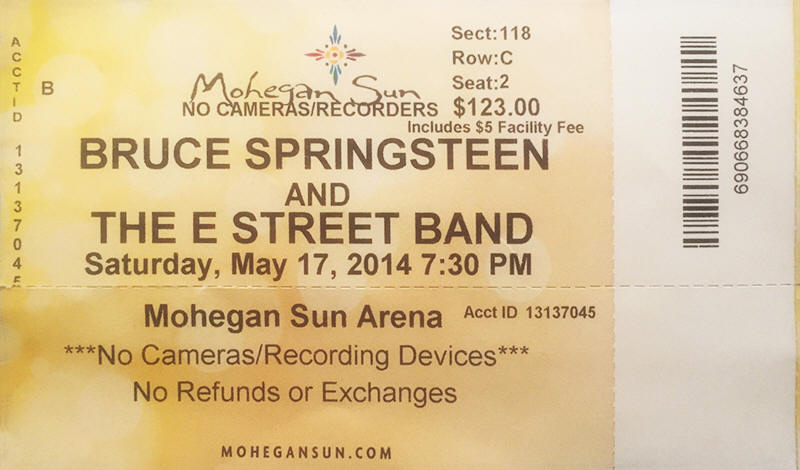 ACCTID 13137045
B
Sect:118
Row:C
Seat:2
Mohegan Sun
NO CAMERAS/RECORDERS $123.00
Includes $5 Facility Fee
BRUCE SPRINGSTEEN
AND
THE E STREET BAND
Saturday, May 17, 2014 7:30 PM
690668384637
Mohegan Sun Arena Acct ID 13137045
***No Cameras/Recording Devices***
No Refunds or Exchanges
MOHEGANSUN.COM